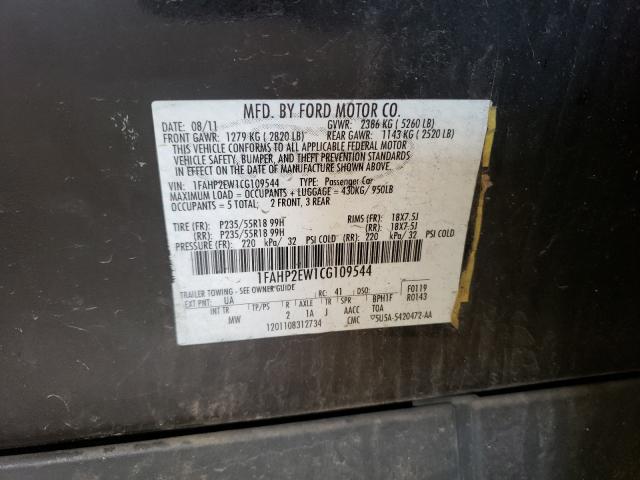 MFD. BY FORD MOTOR CO.
DATE: 08/11 GVWR: 2386 KG ( 5260 LB)
FRONT GAWR: 1279 KG ( 2820 LB) REAR GAWR: 1143 KG ( 2520 LB)
THIS VEHICLE CONFORMS TO ALL APPLICABLE FEDERAL MOTOR
VEHICLE SAFETY, BUMPER, AND THEFT PREVENTION STANDARDS
IN EFFECT ON THE DATE OF MANUFACTURE SHOWN ABOVE.
VIN: 1FAHP2EW1CG109544 TYPE: Passenger Car
MAXIMUM LOAD = OCCUPANTS + LUGGAGE = 430KG/ 950LB
OCCUPANTS = 5 TOTAL: 2 FRONT, 3 REAR
TIRE (FR): P235/55R18 99H RIMS (FR): 18X7.5J
(RR): P235/55R18 99H (RR): 18X7.5J
PRESSURE (FR): 220 kPa/ 32 PSI COLD (RR): 220 kPa/ 32 PSI COLD
1FAHP2EW1CG109544
TRAILER TOWING - SEE OWNER GUIDE F0119
EXT PNT: UA RC: 41 DSO: R0143
INT TR TP/PS R AXLE TR SPR BPH1F
MW 2 1A J AACC TOA
1201108312734 CMC 5U5A-5420472-AA